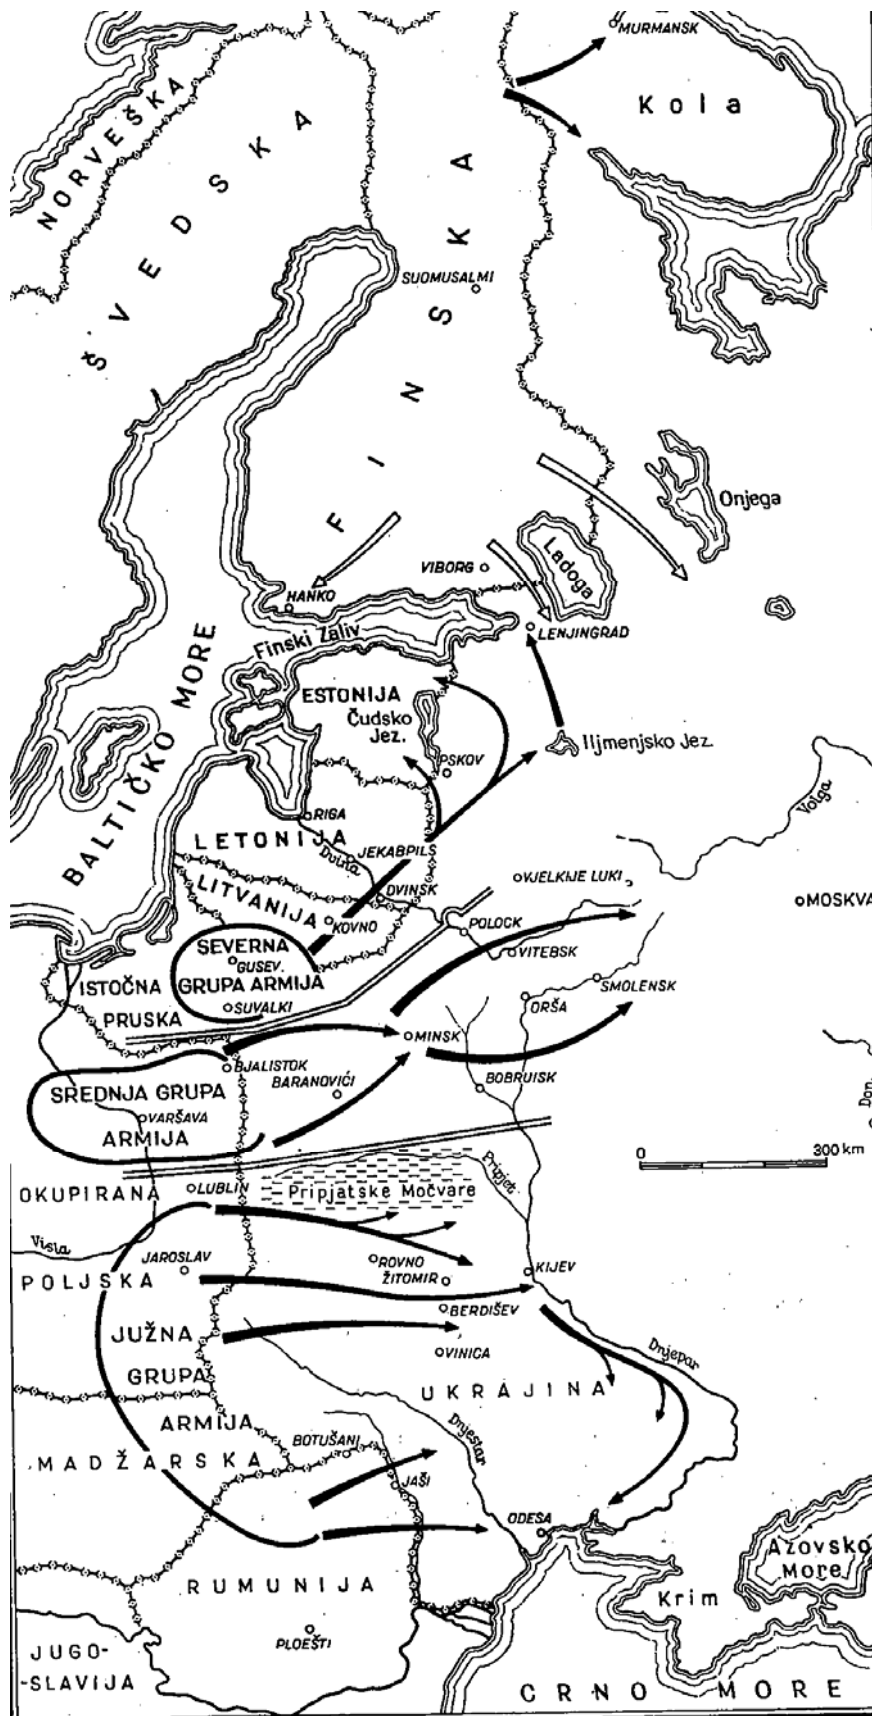 MURMANSK
Kola
NORVEŠKA
ŠVEDSKA
FINSKA
SUOMUSALMI
Onjega
Ladoga
VIBORG
HANKO
LENJINGRAD
Finski Zaliv
BALTIČKO MORE
ESTONIJA
Čudsko
Jez.
Iljmenjsko Jez.
PSKOV
Volga
RIGA
LETONIJA
Dvina
JEKABPILS
VJELKIJE LUKI
DVINSK
MOSKVA
LITVANIJA
KOVNO
POLOCK
SEVERNA
GUSEV.
GRUPA ARMIJA
VITEBSK
ISTOČNA
PRUSKA
SUVALKI
SMOLENSK
ORŠA
MINSK
BJALISTOK
BARANOVIĆI
BOBRUISK
SREDNJA GRUPA
VARŠAVA
ARMIJA
Don
0 300 km
OKUPIRANA
LUBLIN
Pripjatske Močvare
Pripjet
Visla
JAROSLAV
ROVNO
ŽITOMIR
KIJEV
POLJSKA
BERDIŠEV
JUŽNA
VINICA
Dnjepar
GRUPA
UKRAJINA
ARMIJA
BOTUŠANI
Dnjestar
MADŽARSKA
JAŠI
ODESA
AZOVSKO
More
RUMUNIJA
Krim
PLOEŠTI
JUGO-
-SLAVIJA
CRNO MORE